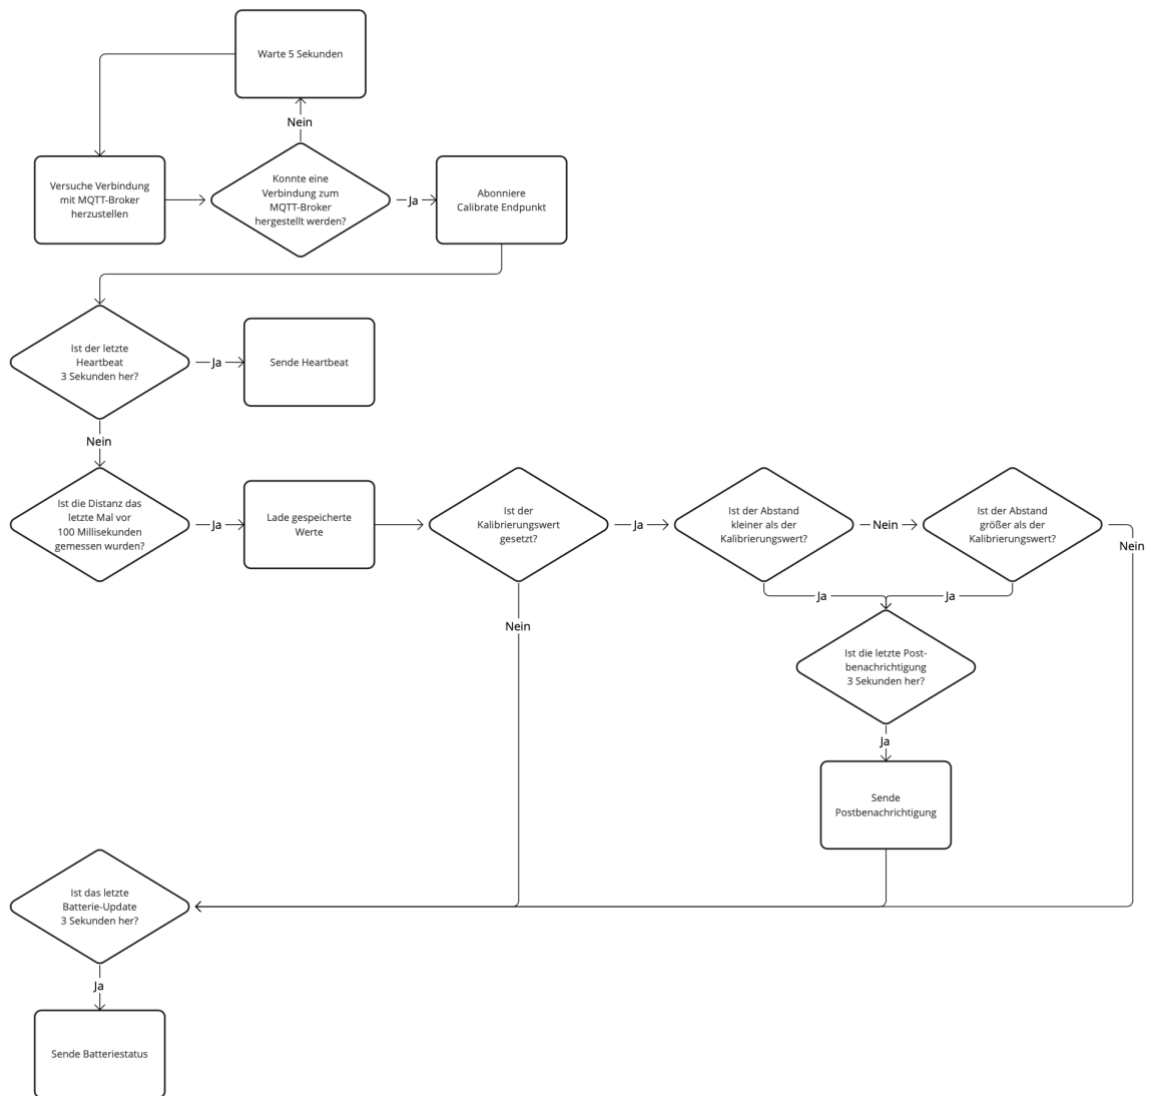 Warte 5 Sekunden
Nein
Versuche Verbindung
mit MQTT-Broker
herzustellen
Konnte eine
Verbindung zum
MQTT-Broker
hergestellt werden?
Ja
Abonniere
Calibrate Endpunkt
Ist der letzte
Heartbeat
3 Sekunden her?
Ja
Sende Heartbeat
Nein
Ist die Distanz das
letzte Mal vor
100 Millisekunden
gemessen wurden?
Ja
Lade gespeicherte
Werte
Ist der
Kalibrierungswert
gesetzt?
Ja
Ist der Abstand
kleiner als der
Kalibrierungswert?
Nein
Ist der Abstand
größer als der
Kalibrierungswert?
Nein
Ja
Ja
Nein
Ist die letzte Post-
benachrichtigung
3 Sekunden her?
Ja
Sende
Postbenachrichtigung
Ist das letzte
Batterie-Update
3 Sekunden her?
Ja
Sende Batteriestatus